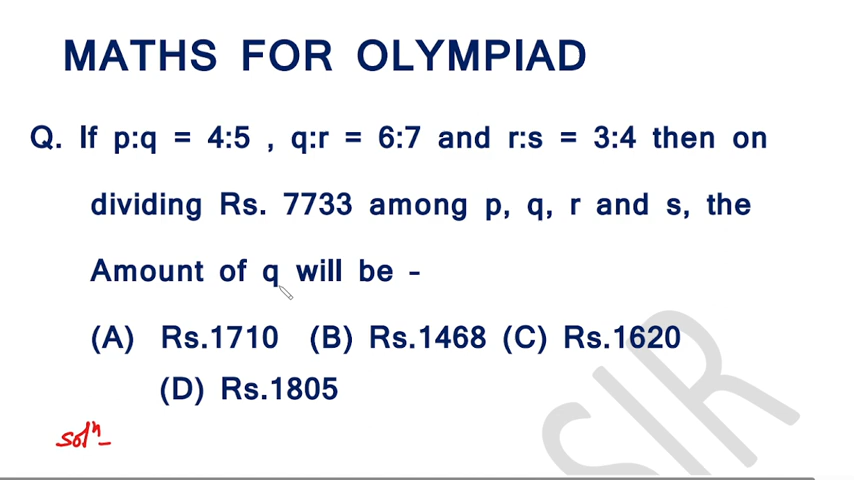 MATHS FOR OLYMPIAD
Q. If p:q = 4:5 , q:r = 6:7 and r:s = 3:4 then on
dividing Rs. 7733 among p, q, r and s, the
Amount of q will be -
(A) Rs.1710 (B) Rs.1468 (C) Rs.1620
(D) Rs.1805
solⁿ-
SIR